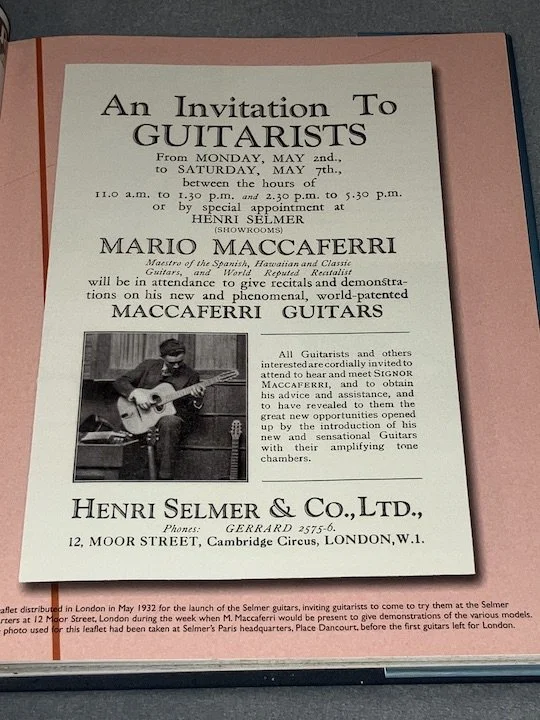 An Invitation To
GUITARISTS
From MONDAY, MAY 2nd.,
to SATURDAY, MAY 7th.,
between the hours of
11.0 a.m. to 1.30 p.m. and 2.30 p.m. to 5.30 p.m.
or by special appointment at
HENRI SELMER
(SHOWROOMS)
MARIO MACCAFERRI
Maestro of the Spanish, Hawaiian and Classic
Guitars, and World Reputed Recitalist
will be in attendance to give recitals and demonstra-
tions on his new and phenomenal, world-patented
MACCAFERRI GUITARS
All Guitarists and others
interested are cordially invited to
attend to hear and meet SIGNOR
MACCAFERRI, and to obtain
his advice and assistance, and
to have revealed to them the
great new opportunities opened
up by the introduction of his
new and sensational Guitars
with their amplifying tone
chambers.
HENRI SELMER & CO., LTD.,
Phones: GERRARD 2575-6.
12, MOOR STREET, Cambridge Circus, LONDON, W.1.
eaflet distributed in London in May 1932 for the launch of the Selmer guitars, inviting guitarists to come to try them at the Selmer
rters at 12 Moor Street, London during the week when M. Maccaferri would be present to give demonstrations of the various models.
photo used for this leaflet had been taken at Selmer's Paris headquarters, Place Dancourt, before the first guitars left for London.